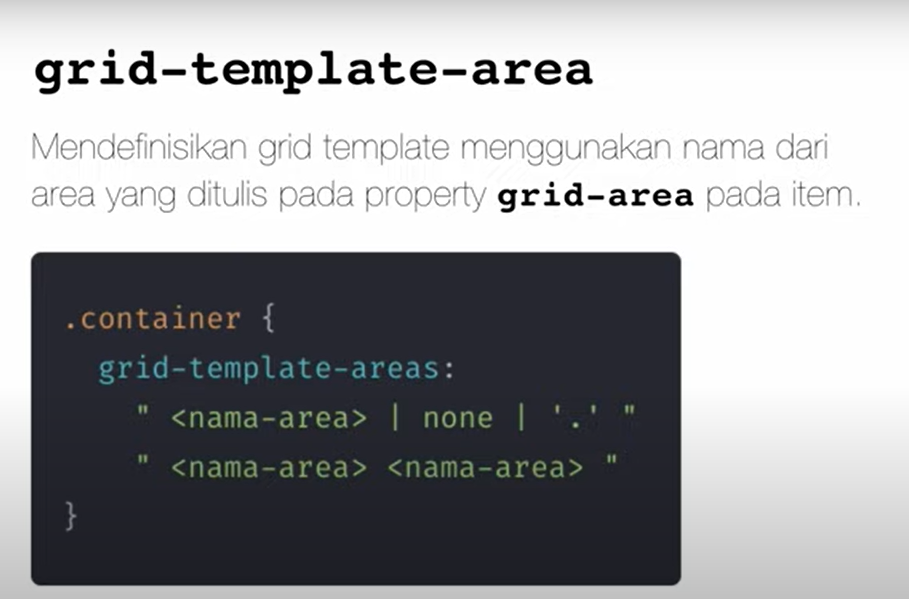 grid-template-area
Mendefinisikan grid template menggunakan nama dari
area yang ditulis pada property grid-area pada item.
.container {
grid-template-areas:
" <nama-area> | none | '.' "
" <nama-area> <nama-area> "
}